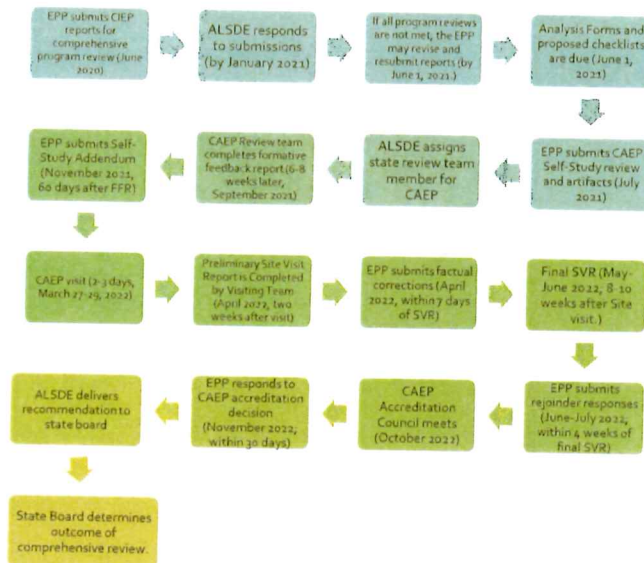 EPP submits CIEP
reports for
comprehensive
program review (June
2020)
ALSDE responds
to submissions
(by January 2021)
If all program reviews
are not met, the EPP
may revise and
resubmit reports (by
June 1, 2021.)
Analysis Forms and
proposed checklists
are due (June 1,
2021)
EPP submits CAEP
Self-Study review
and artifacts (July
2021)
ALSDE assigns
state review team
member for
CAEP
CAEP Review team
completes formative
feedback report (6-8
weeks later,
September 2021)
EPP submits Self-
Study Addendum
(November 2021,
60 days after FFR)
CAEP visit (2-3 days,
March 27-29, 2022)
Preliminary Site Visit
Report is Completed
by Visiting Team
(April 2022, two
weeks after visit)
EPP submits factual
corrections (April
2022, within 7 days
of SVR)
Final SVR (May-
June 2022; 8-10
weeks after Site
visit.)
EPP submits
rejoinder responses
(June-July 2022,
within 4 weeks of
final SVR)
CAEP
Accreditation
Council meets
(October 2022)
EPP responds to
CAEP accreditation
decision
(November 2022,
within 30 days)
ALSDE delivers
recommendation to
state board
State Board determines
outcome of
comprehensive review.